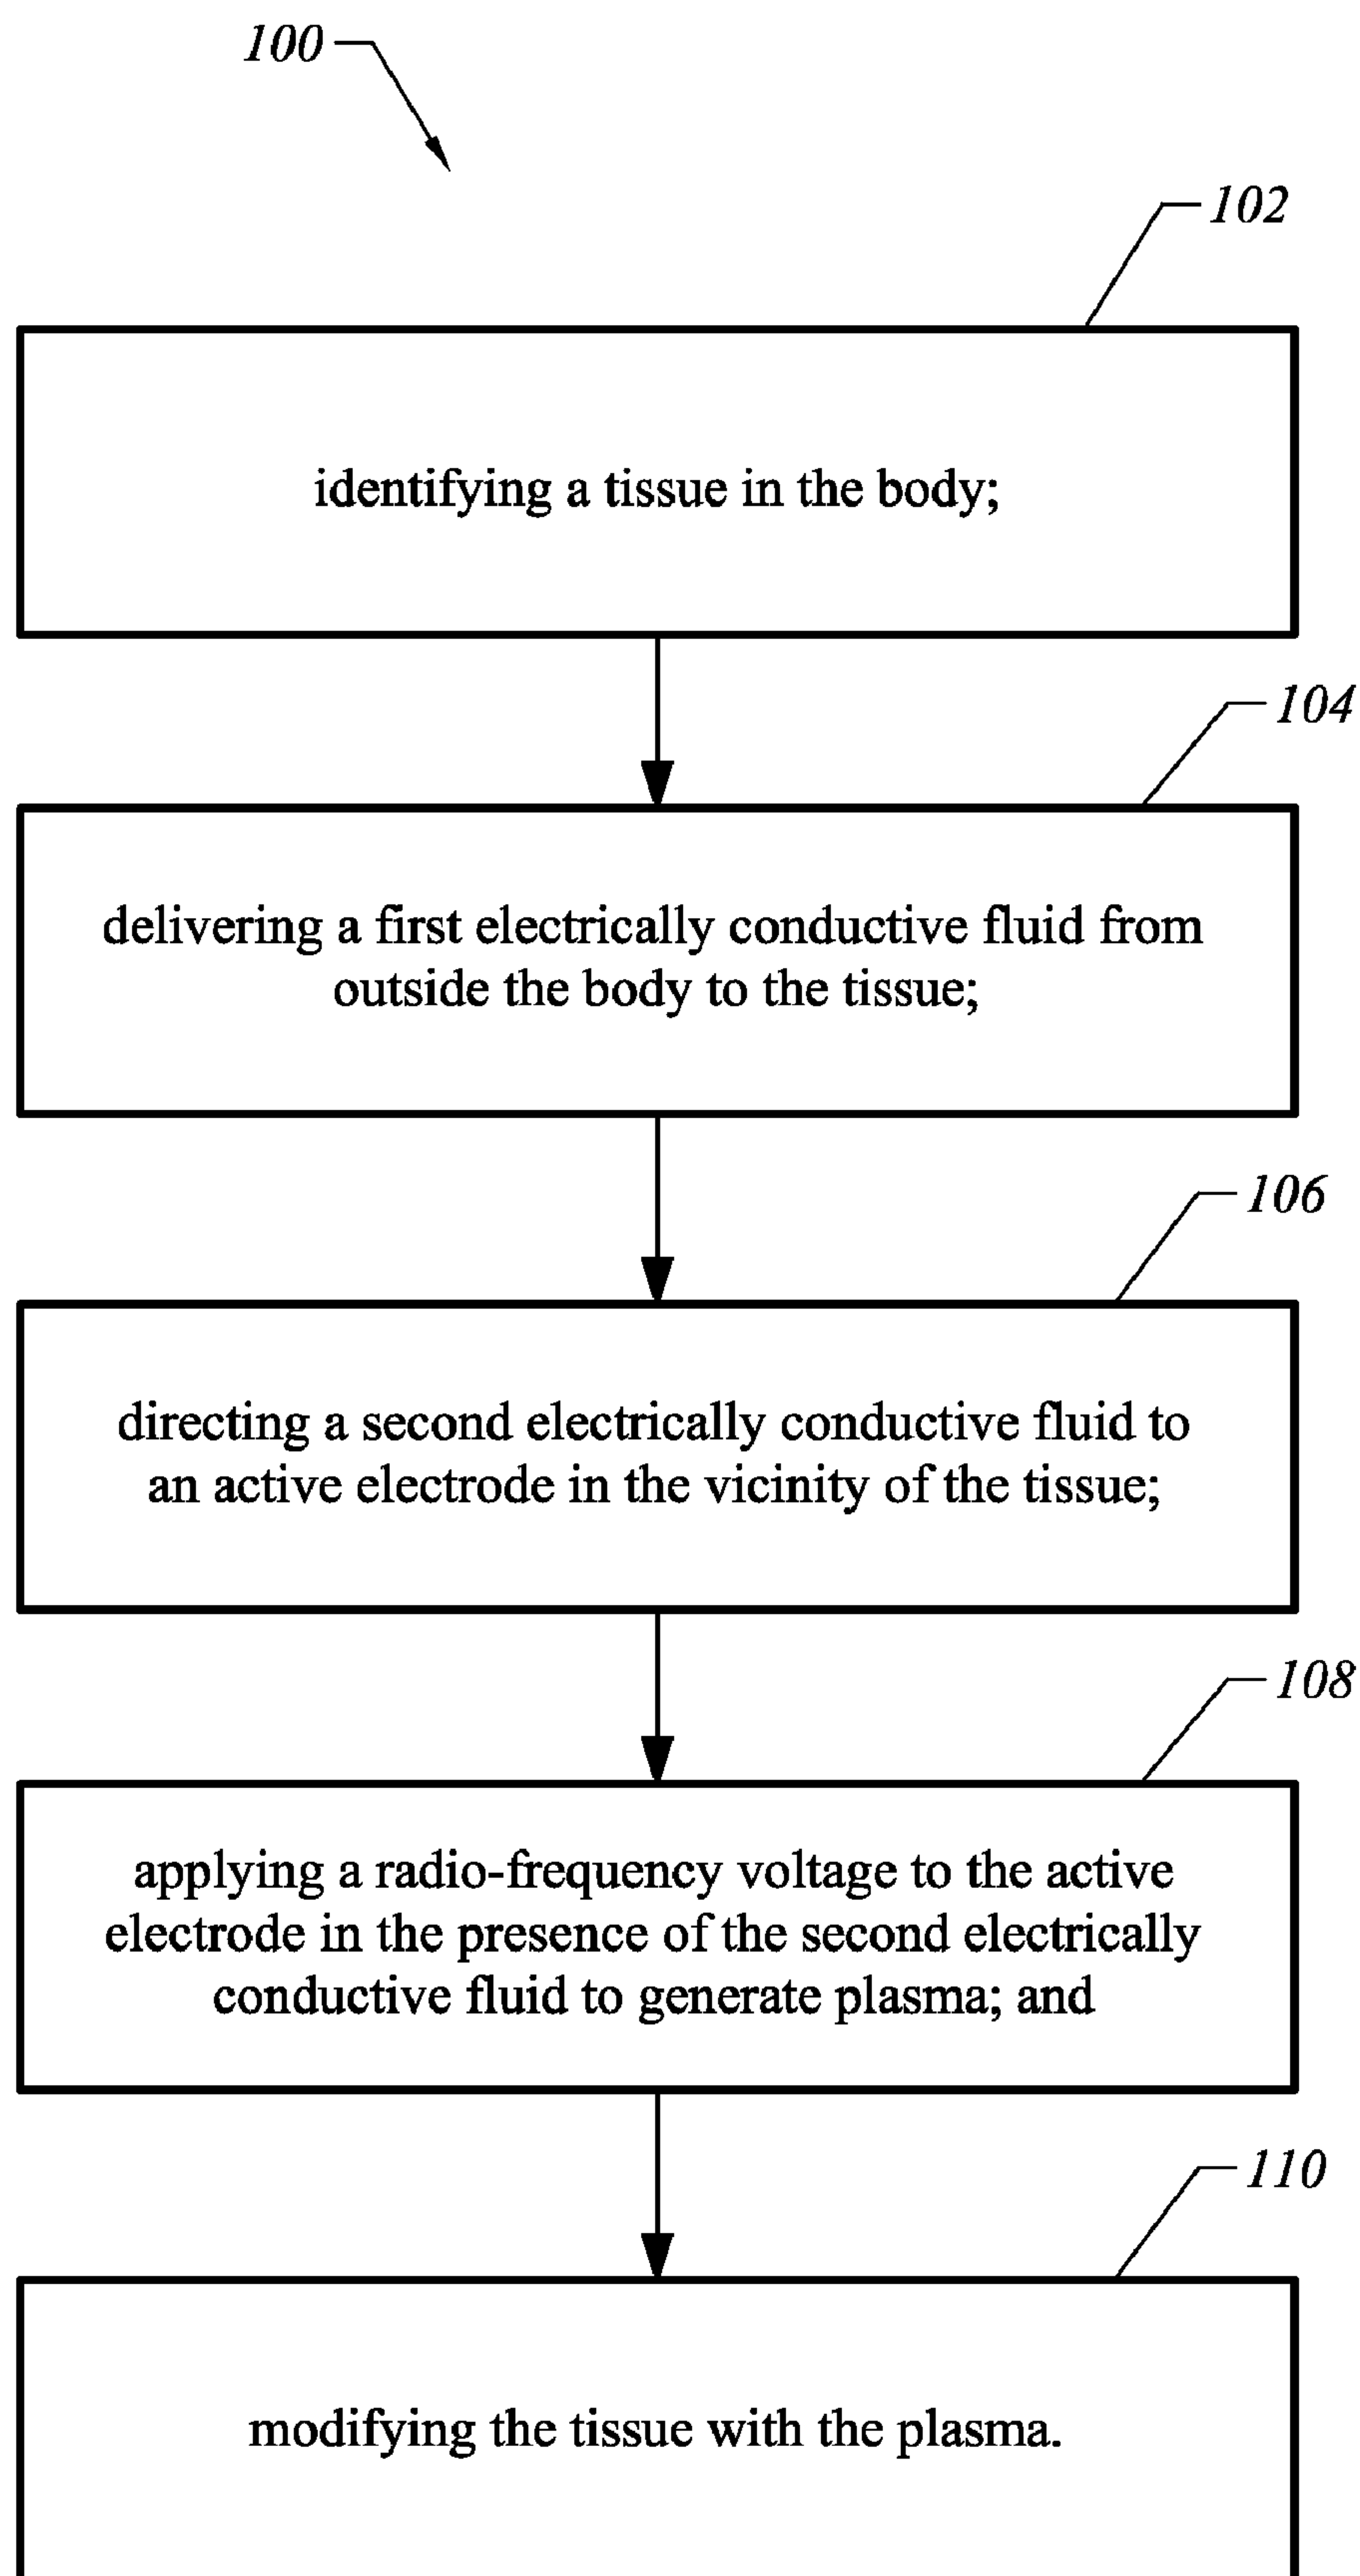 100
102
identifying a tissue in the body;
104
delivering a first electrically conductive fluid from
outside the body to the tissue;
106
directing a second electrically conductive fluid to
an active electrode in the vicinity of the tissue;
108
applying a radio-frequency voltage to the active
electrode in the presence of the second electrically
conductive fluid to generate plasma; and
110
modifying the tissue with the plasma.